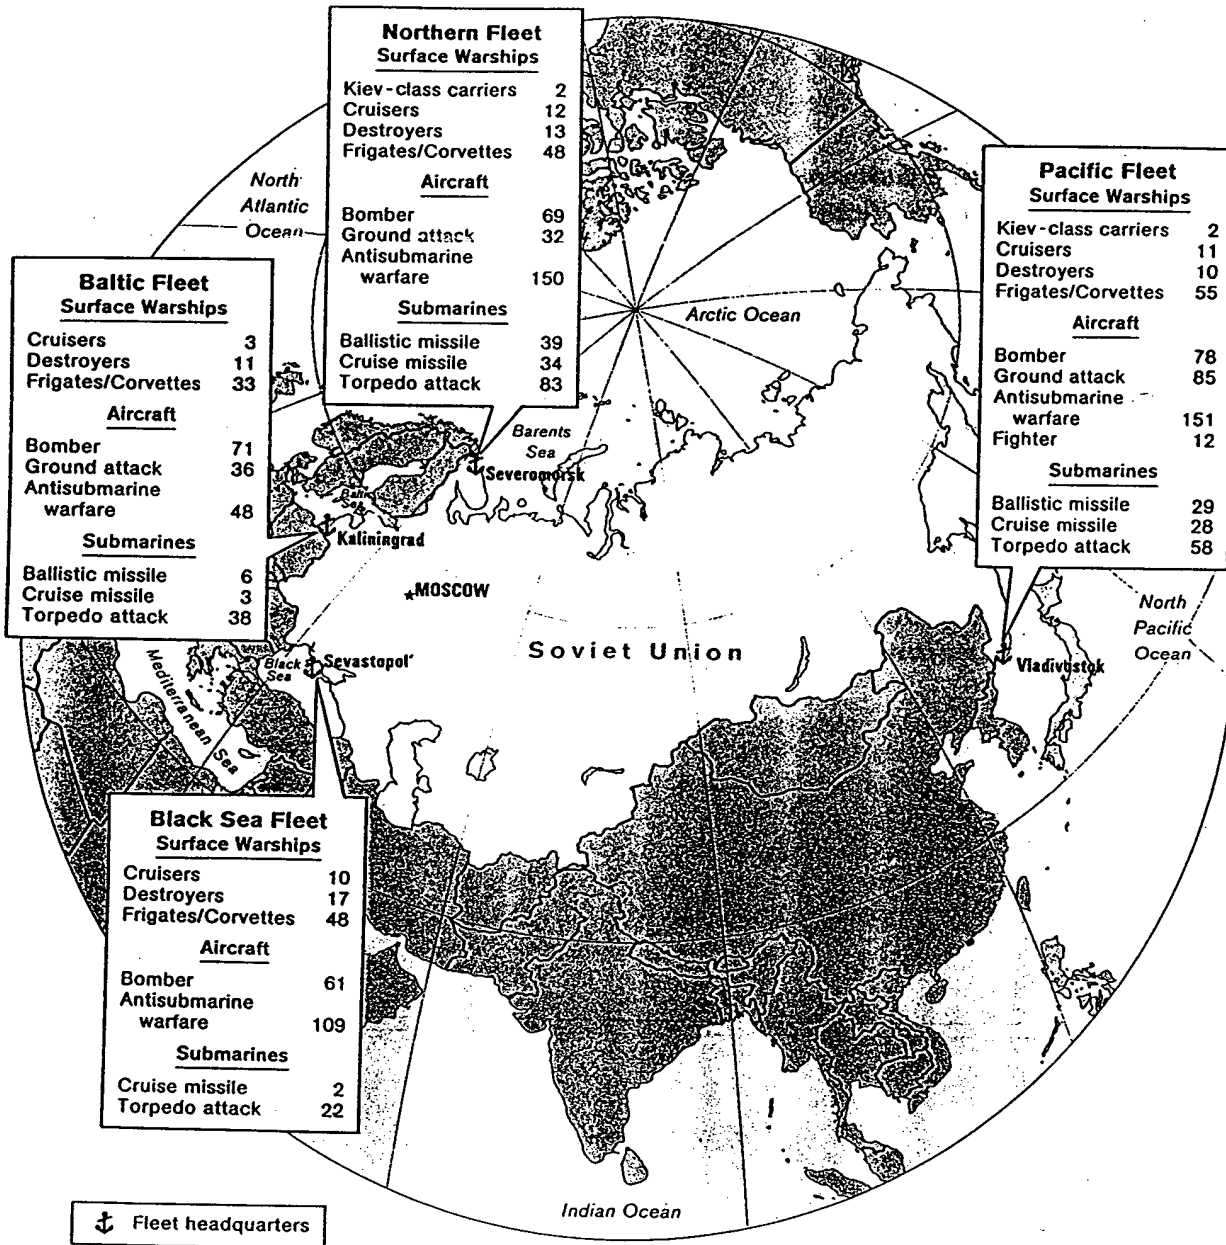 Northern Fleet
Surface Warships
Kiev-class carriers 2
Cruisers 12
Destroyers 13
Frigates/Corvettes 48
Aircraft
Bomber 69
Ground attack 32
Antisubmarine
warfare 150
Submarines
Ballistic missile 39
Cruise missile 34
Torpedo attack 83
Pacific Fleet
Surface Warships
Kiev-class carriers 2
Cruisers 11
Destroyers 10
Frigates/Corvettes 55
Aircraft
Bomber 78
Ground attack 85
Antisubmarine
warfare 151
Fighter 12
Submarines
Ballistic missile 29
Cruise missile 28
Torpedo attack 58
Baltic Fleet
Surface Warships
Cruisers 3
Destroyers 11
Frigates/Corvettes 33
Aircraft
Bomber 71
Ground attack 36
Antisubmarine
warfare 48
Submarines
Ballistic missile 6
Cruise missile 3
Torpedo attack 38
Black Sea Fleet
Surface Warships
Cruisers 10
Destroyers 17
Frigates/Corvettes 48
Aircraft
Bomber 61
Antisubmarine
warfare 109
Submarines
Cruise missile 2
Torpedo attack 22
North
Atlantic
Ocean
Arctic Ocean
Barents
Sea
Severomorsk
Baltic
Sea
Kaliningrad
MOSCOW
Soviet Union
North
Pacific
Ocean
Vladivostok
Black
Sea
Sevastopol'
Mediterranean Sea
Indian Ocean
Fleet headquarters